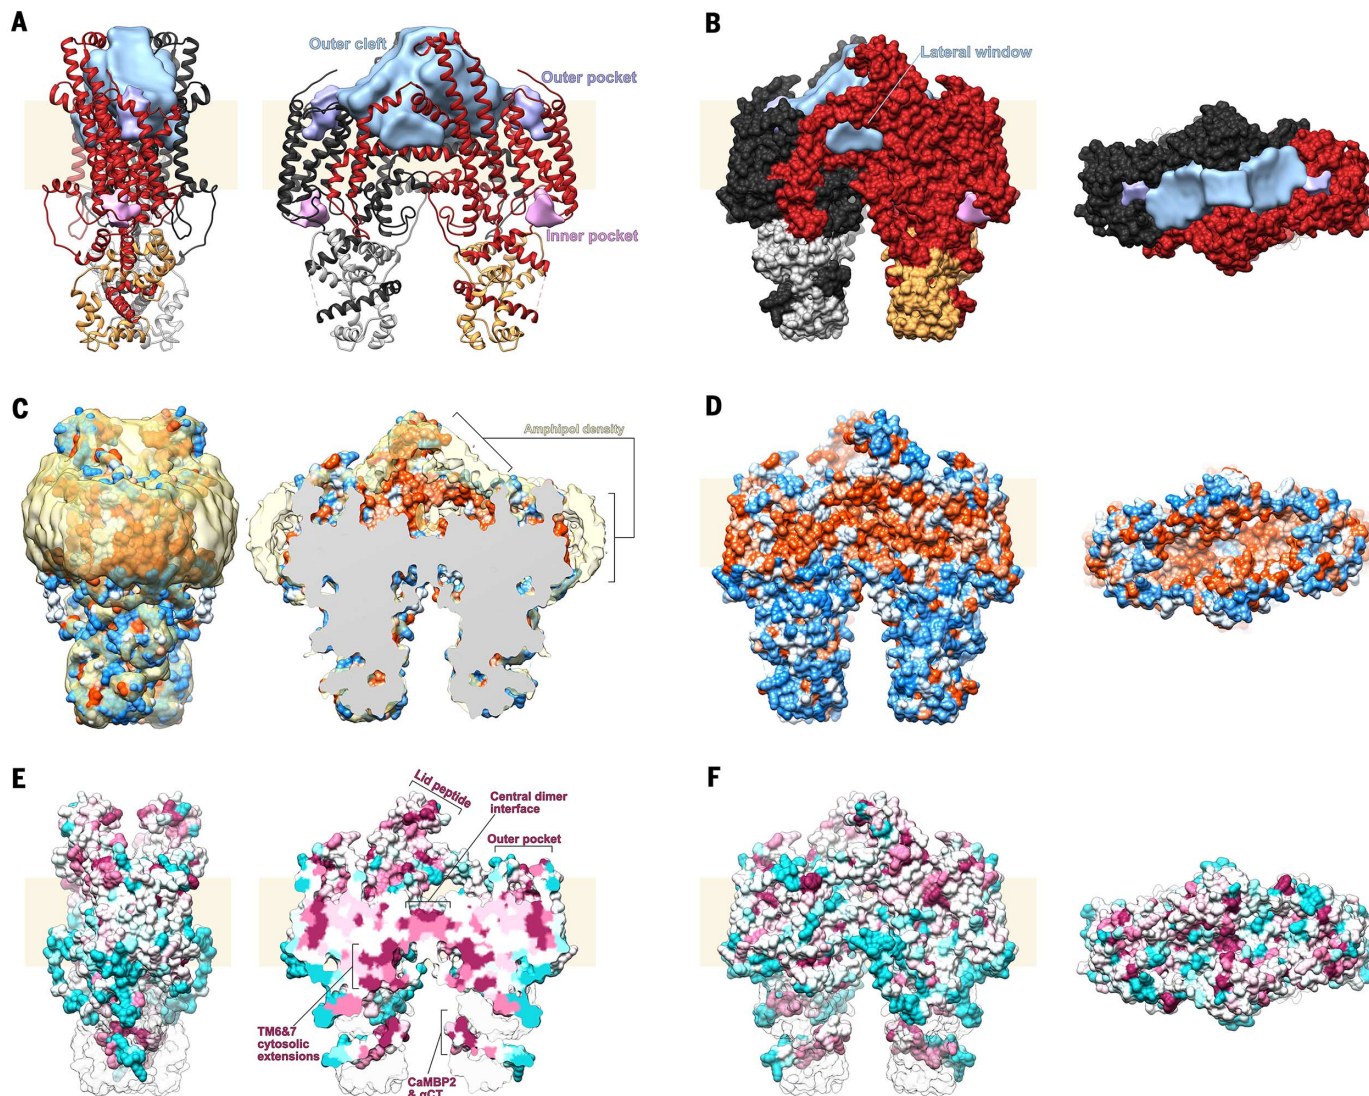 A
Outer cleft
Outer pocket
Inner pocket
B
Lateral window
C
Amphipol density
D
E
Lid peptide
Central dimer
interface
Outer pocket
TM6&7
cytosolic
extensions
CaMBP2
& αCT
F